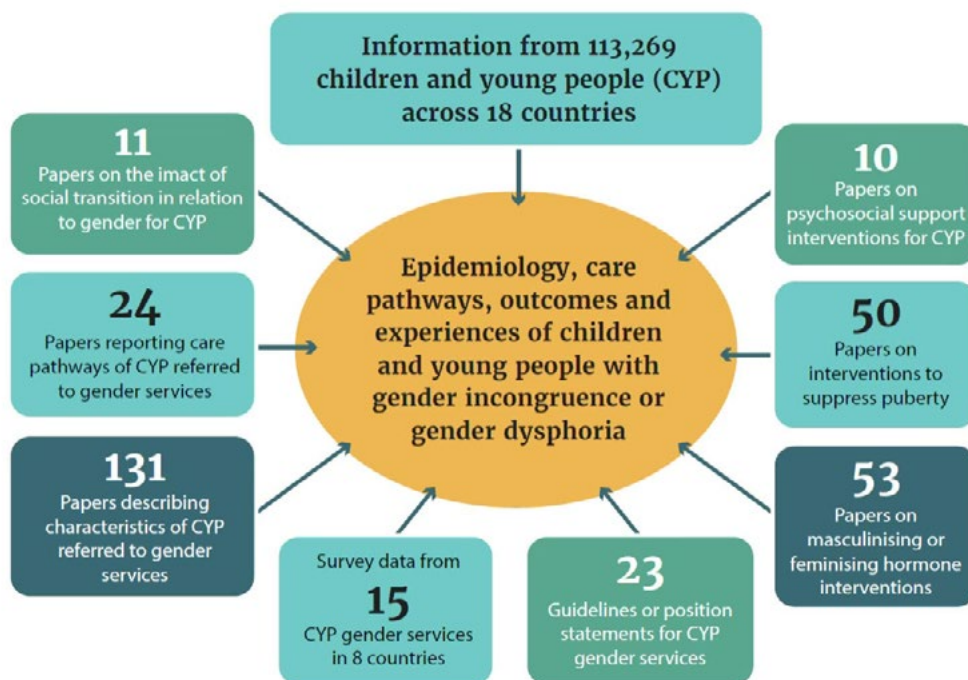 Information from 113,269
children and young people (CYP)
across 18 countries
11
Papers on the imact of
social transition in relation
to gender for CYP
10
Papers on
psychosocial support
interventions for CYP
Epidemiology, care
pathways, outcomes and
experiences of children
and young people with
gender incongruence or
gender dysphoria
24
Papers reporting care
pathways of CYP referred
to gender services
50
Papers on
interventions to
suppress puberty
131
Papers describing
characteristics of CYP
referred to gender
services
53
Papers on
masculinising or
feminising hormone
interventions
Survey data from
15
CYP gender services
in 8 countries
23
Guidelines or position
statements for CYP
gender services